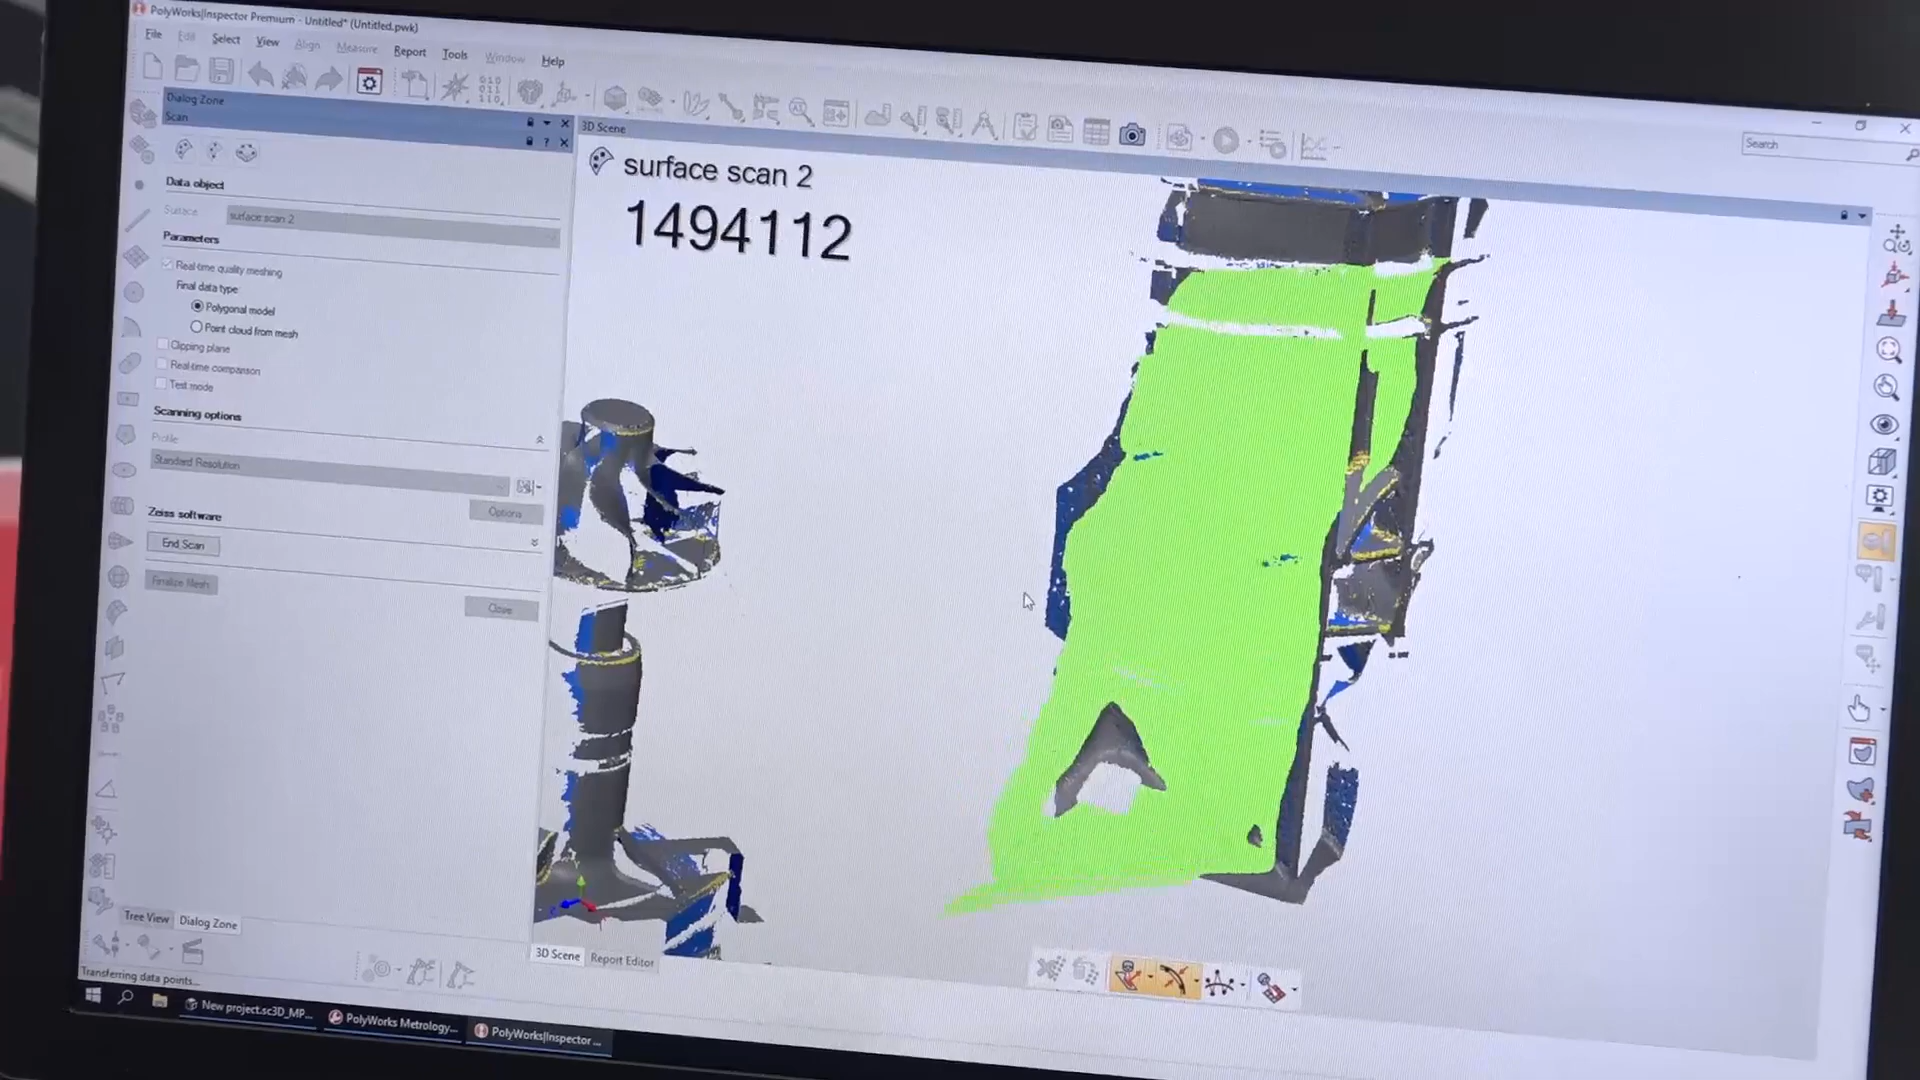 PolyWorks|Inspector Premium - Untitled* (Untitled.pwk)
File Edit Select View Align Measure Report Tools Window Help
Search
Dialog Zone
Scan
3D Scene
surface scan 2
1494112
Data object
Surface: surface scan 2
Parameters
Real-time quality meshing
Final data type:
Polygonal model
Point cloud from mesh
Clipping plane
Real-time comparison
Test mode
Scanning options
Profile
Standard Resolution
Options
Zeiss software
End Scan
Finalize Mesh
Close
Tree View Dialog Zone
3D Scene Report Editor
Transferring data points...
New project.sc3D_MP... PolyWorks Metrology... PolyWorks|Inspector ...